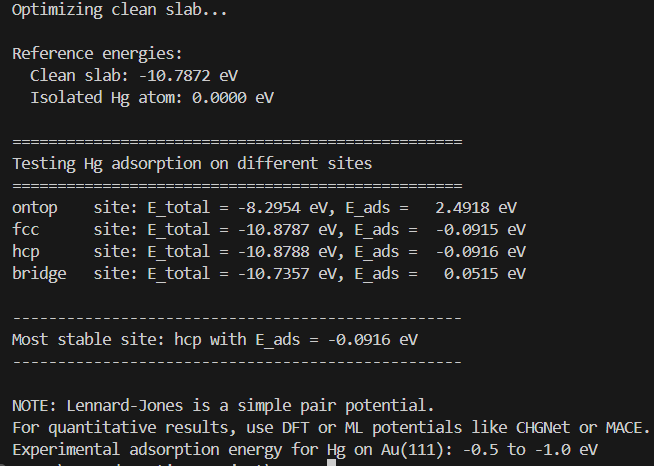 Optimizing clean slab...
Reference energies:
  Clean slab: -10.7872 eV
  Isolated Hg atom: 0.0000 eV
==================================================
Testing Hg adsorption on different sites
==================================================
ontop    site: E_total = -8.2954 eV, E_ads =   2.4918 eV
fcc      site: E_total = -10.8787 eV, E_ads =  -0.0915 eV
hcp      site: E_total = -10.8788 eV, E_ads =  -0.0916 eV
bridge   site: E_total = -10.7357 eV, E_ads =   0.0515 eV
--------------------------------------------------
Most stable site: hcp with E_ads = -0.0916 eV
--------------------------------------------------
NOTE: Lennard-Jones is a simple pair potential.
For quantitative results, use DFT or ML potentials like CHGNet or MACE.
Experimental adsorption energy for Hg on Au(111): -0.5 to -1.0 eV